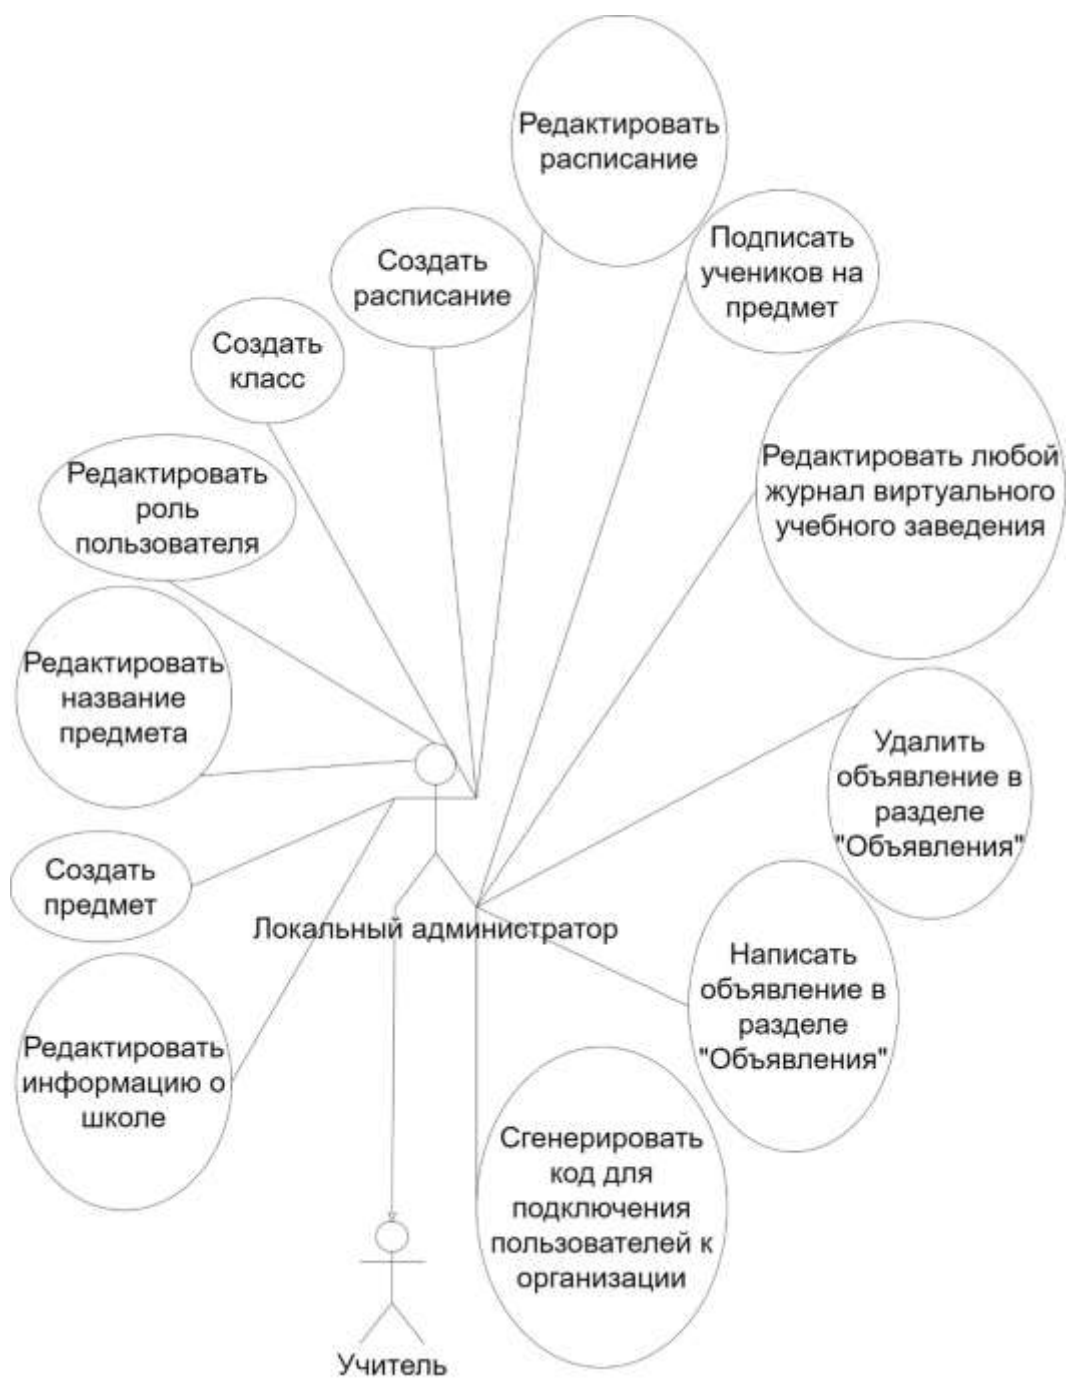 Редактировать
расписание
Подписать
учеников на
предмет
Создать
расписание
Создать
класс
Редактировать любой
журнал виртуального
учебного заведения
Редактировать
роль
пользователя
Редактировать
название
предмета
Удалить
объявление в
разделе
"Объявления"
Создать
предмет
Локальный администратор
Написать
объявление в
разделе
"Объявления"
Редактировать
информацию о
школе
Сгенерировать
код для
подключения
пользователей к
организации
Учитель